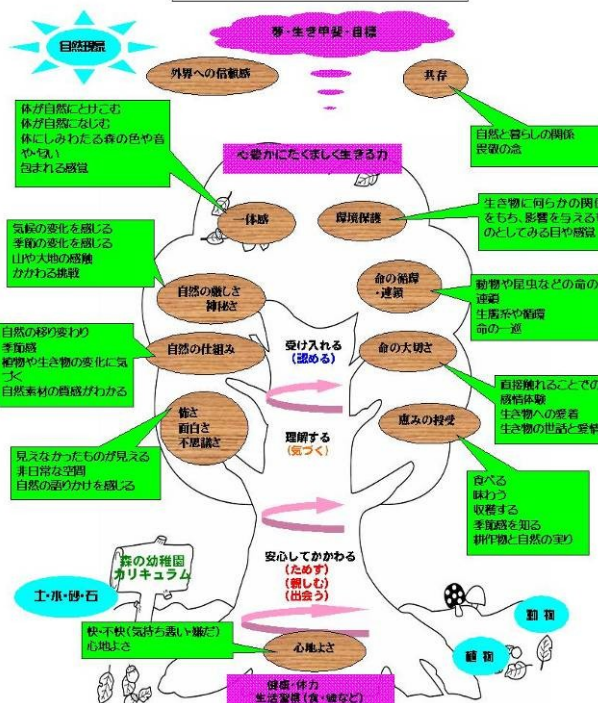 夢・生き甲斐・目標
自然現象
外界への信頼感
共存
体が自然にとけこむ
体が自然になじむ
体にしみわたる森の色や音
や匂い
包まれる感覚
自然と暮らしの関係
畏敬の念
心豊かにたくましく生きる力
一体感
環境保護
生き物に何らかの関係
をもち、影響を与えるも
のとしてみる目や感覚
気候の変化を感じる
季節の変化を感じる
山や大地の感触
かかわる挑戦
自然の厳しさ
神秘さ
命の循環
・連鎖
動物や昆虫などの命の
連鎖
生態系や循環
命の一巡
自然の移り変わり
季節感
植物や生き物の変化に気
づく
自然素材の質感がわかる
自然の仕組み
受け入れる
(認める)
命の大切さ
直接触れることでの
感情体験
生き物への愛着
生き物の世話と愛情
怖さ
面白さ
不思議さ
理解する
(気づく)
恵みの授受
見えなかったものが見える
非日常な空間
自然の語りかけを感じる
食べる
味わう
収穫する
季節感を知る
耕作物と自然の実り
森の幼稚園
カリキュラム
安心してかかわる
(ためす)
(親しむ)
(出会う)
土・水・砂・石
動物
植物
快・不快(気持ち悪い・嫌だ)
心地よさ
心地よさ
健康・体力
生活習慣(食・寝など)